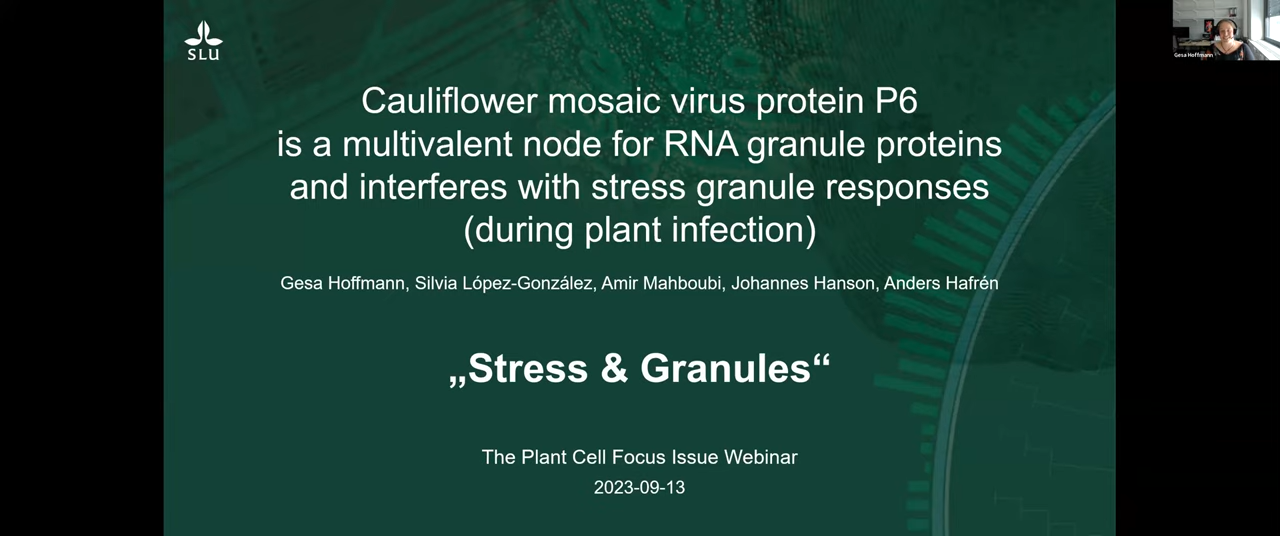 SLU
Cauliflower mosaic virus protein P6
is a multivalent node for RNA granule proteins
and interferes with stress granule responses
(during plant infection)
Gesa Hoffmann, Silvia López-González, Amir Mahboubi, Johannes Hanson, Anders Hafrén
„Stress & Granules“
The Plant Cell Focus Issue Webinar
2023-09-13
Gesa Hoffmann